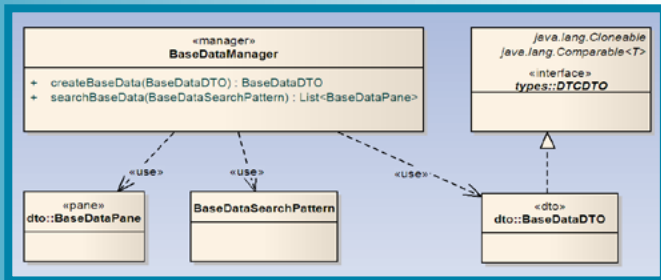 «manager»
BaseDataManager
+ createBaseData(BaseDataDTO) : BaseDataDTO
+ searchBaseData(BaseDataSearchPattern) : List<BaseDataPane>
java.lang.Cloneable
java.lang.Comparable<T>
«interface»
types::DTCDTO
«use»
«use»
«use»
«pane»
dto::BaseDataPane
BaseDataSearchPattern
«dto»
dto::BaseDataDTO